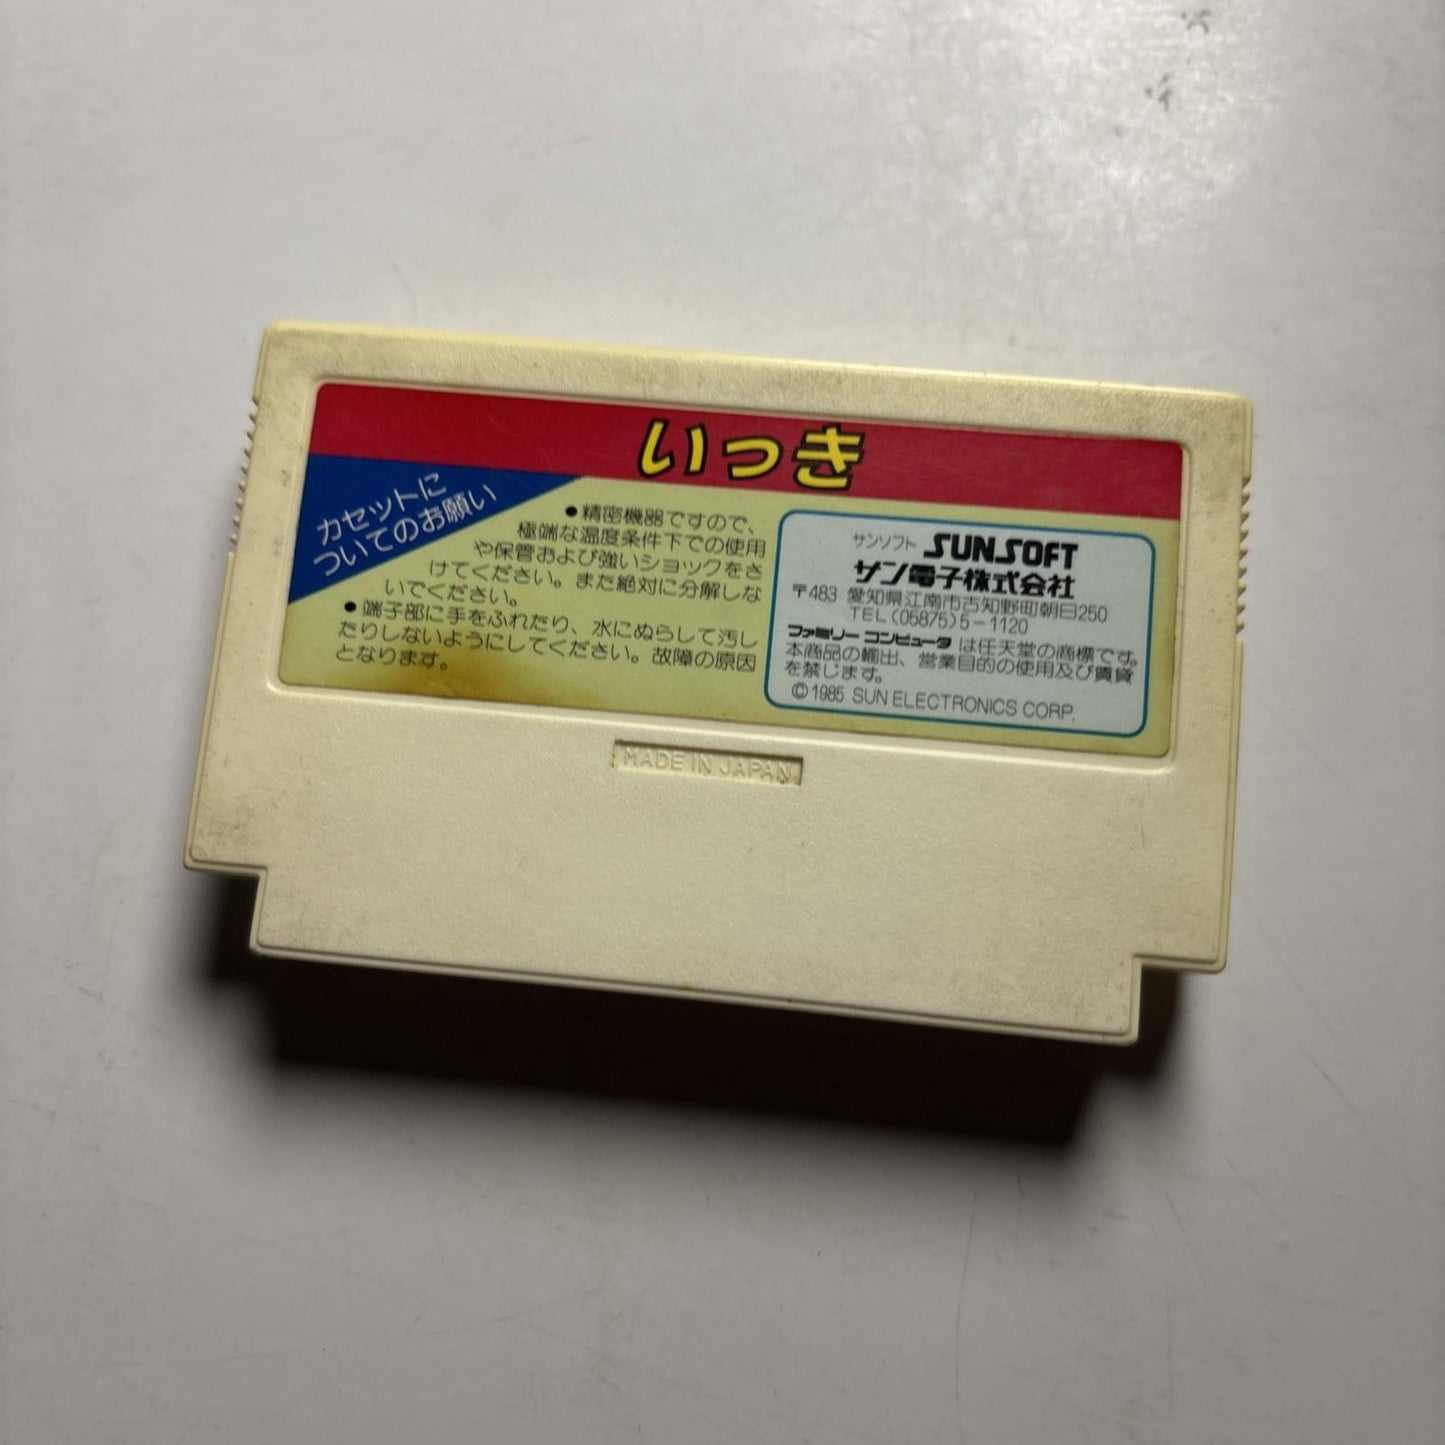 いっき
カセットに
ついてのお願い
●精密機器ですので、
極端な温度条件下での使用
や保管および強いショックをさ
けてください。また絶対に分解しな
いでください。
●端子部に手をふれたり、水にぬらして汚し
たりしないようにしてください。故障の原因
となります。
サンソフト SUNSOFT
サン電子株式会社
〒483 愛知県江南市古知野町朝日250
TEL(05875)5-1120
ファミリー コンピュータ は任天堂の商標です。
本商品の輸出、営業目的の使用及び賃貸
を禁じます。
©1985 SUN ELECTRONICS CORP.
MADE IN JAPAN